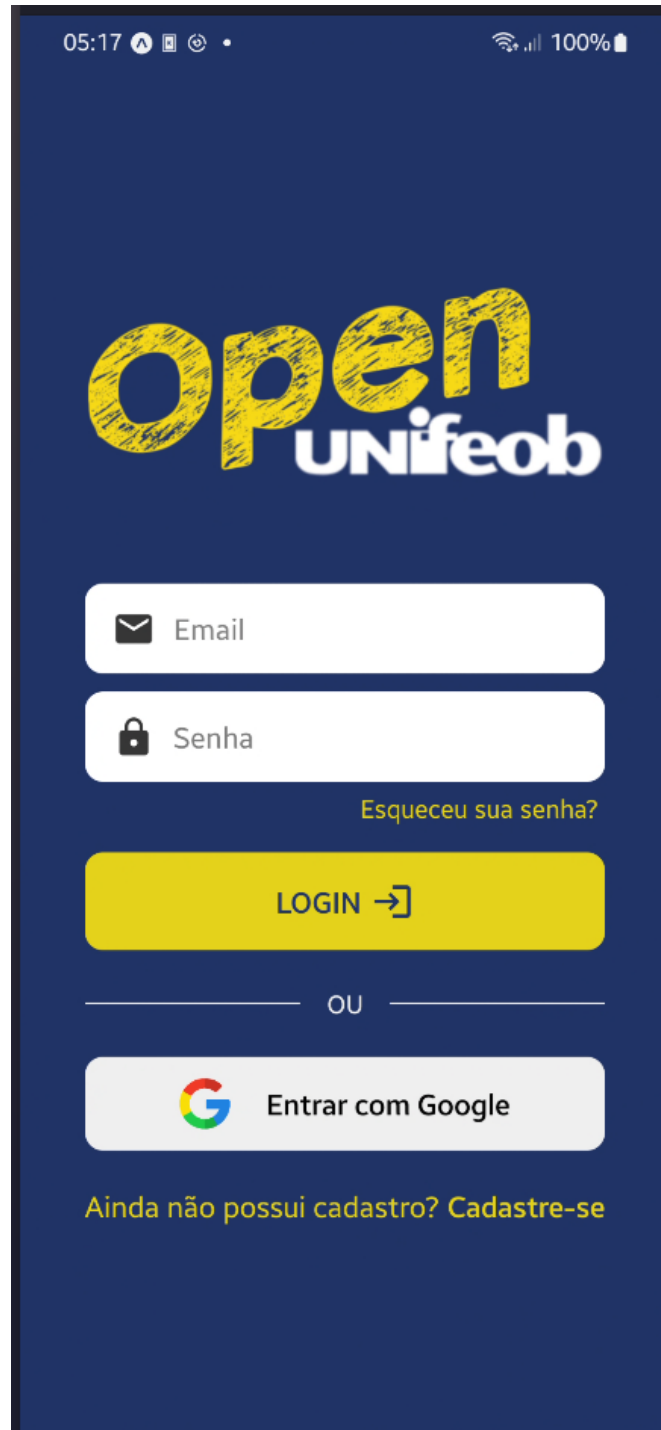 05:17
100%
open
UNifeob
Email
Senha
Esqueceu sua senha?
LOGIN
OU
Entrar com Google
Ainda não possui cadastro? Cadastre-se